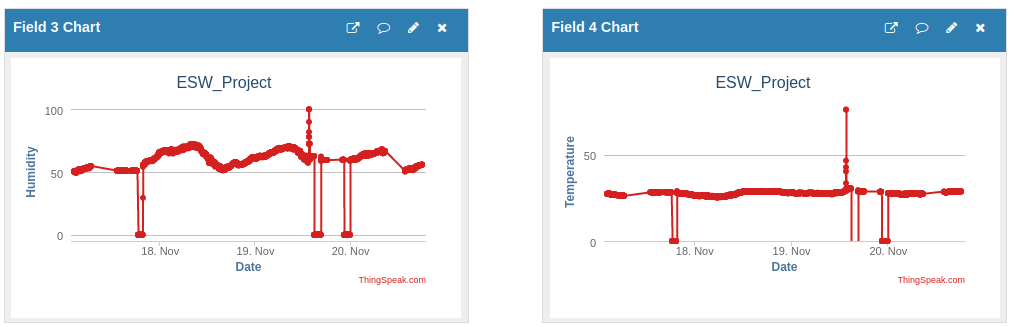 Field 3 Chart
ESW_Project
Humidity
100
50
0
18. Nov
19. Nov
20. Nov
Date
ThingSpeak.com
Field 4 Chart
ESW_Project
Temperature
50
0
18. Nov
19. Nov
20. Nov
Date
ThingSpeak.com